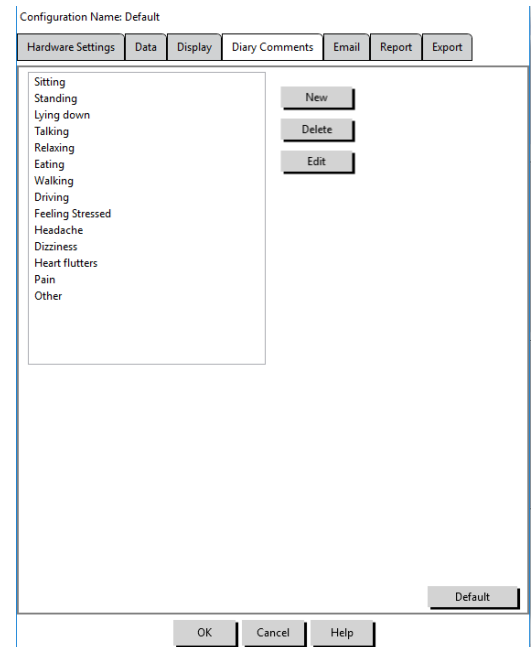 Configuration Name: Default
Hardware Settings Data Display Diary Comments Email Report Export
Sitting
Standing
Lying down
Talking
Relaxing
Eating
Walking
Driving
Feeling Stressed
Headache
Dizziness
Heart flutters
Pain
Other
New
Delete
Edit
Default
OK Cancel Help